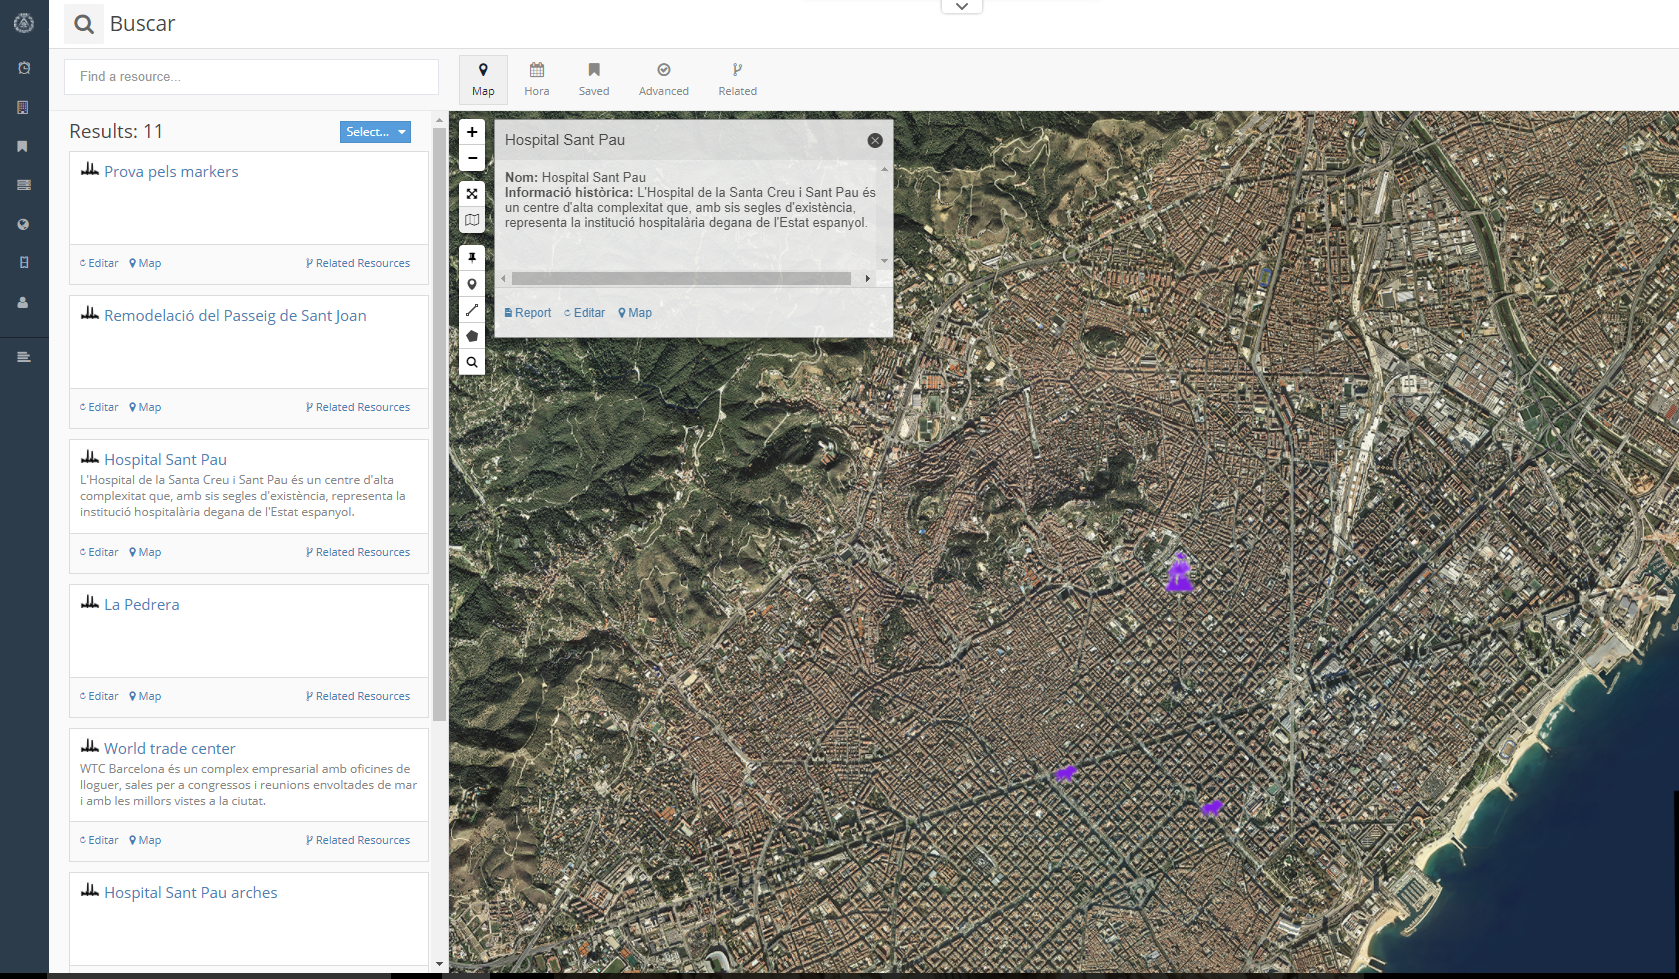 Buscar
Find a resource...
Map
Hora
Saved
Advanced
Related
Results: 11
Select...
Prova pels markers
Editar Map Related Resources
Remodelació del Passeig de Sant Joan
Editar Map Related Resources
Hospital Sant Pau
L'Hospital de la Santa Creu i Sant Pau és un centre d'alta
complexitat que, amb sis segles d'existència, representa la
institució hospitalària degana de l'Estat espanyol.
Editar Map Related Resources
La Pedrera
Editar Map Related Resources
World trade center
WTC Barcelona és un complex empresarial amb oficines de
lloguer, sales per a congressos i reunions envoltades de mar
i amb les millors vistes a la ciutat.
Editar Map Related Resources
Hospital Sant Pau arches
+
−
Hospital Sant Pau
Nom: Hospital Sant Pau
Informació històrica: L'Hospital de la Santa Creu i Sant Pau és
un centre d'alta complexitat que, amb sis segles d'existència,
representa la institució hospitalària degana de l'Estat espanyol.
Report Editar Map